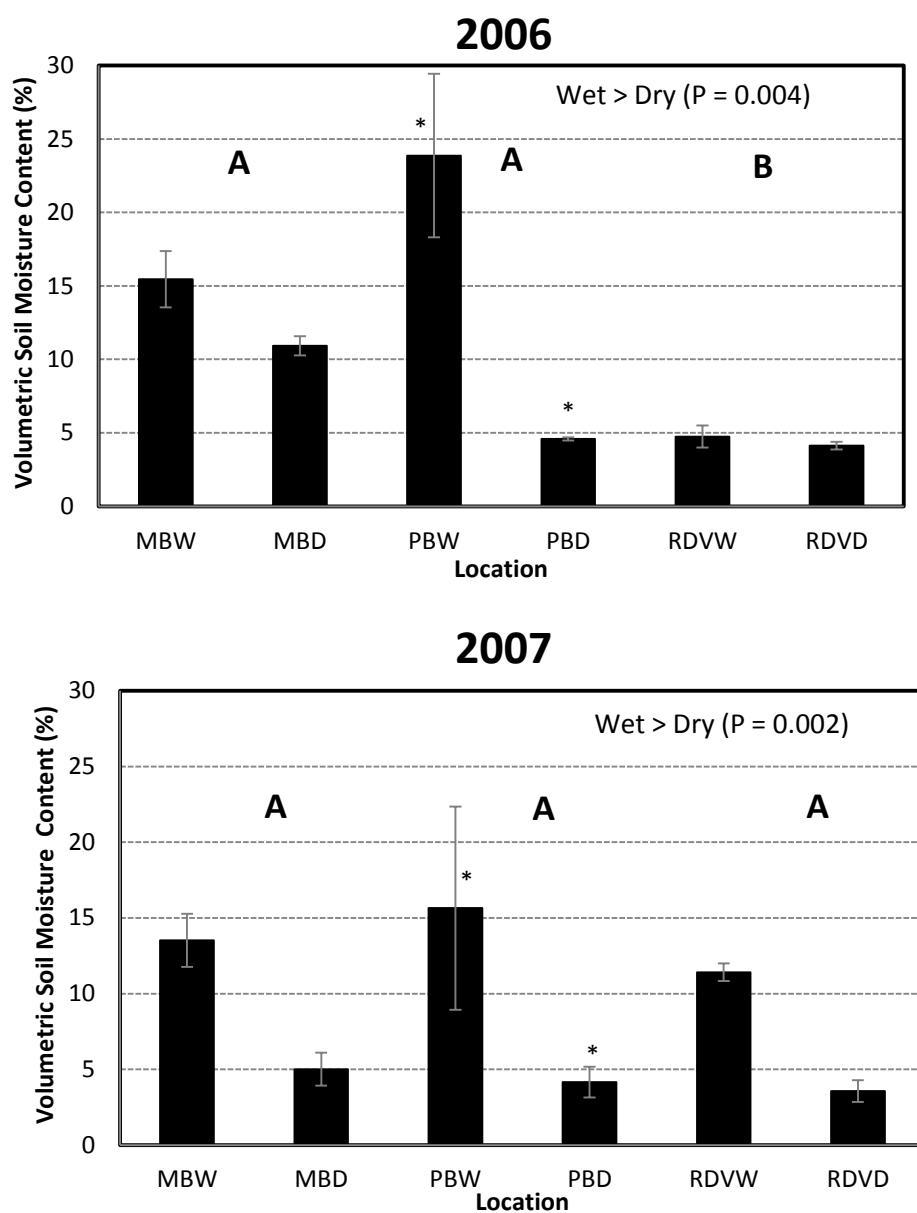 2006
Volumetric Soil Moisture Content (%)
30
25
20
15
10
5
0
Wet > Dry (P = 0.004)
A
*
A
B
*
MBW MBD PBW PBD RDVW RDVD
Location
2007
Volumetric Soil Moisture Content (%)
30
25
20
15
10
5
0
Wet > Dry (P = 0.002)
A
A
A
*
*
MBW MBD PBW PBD RDVW RDVD
Location